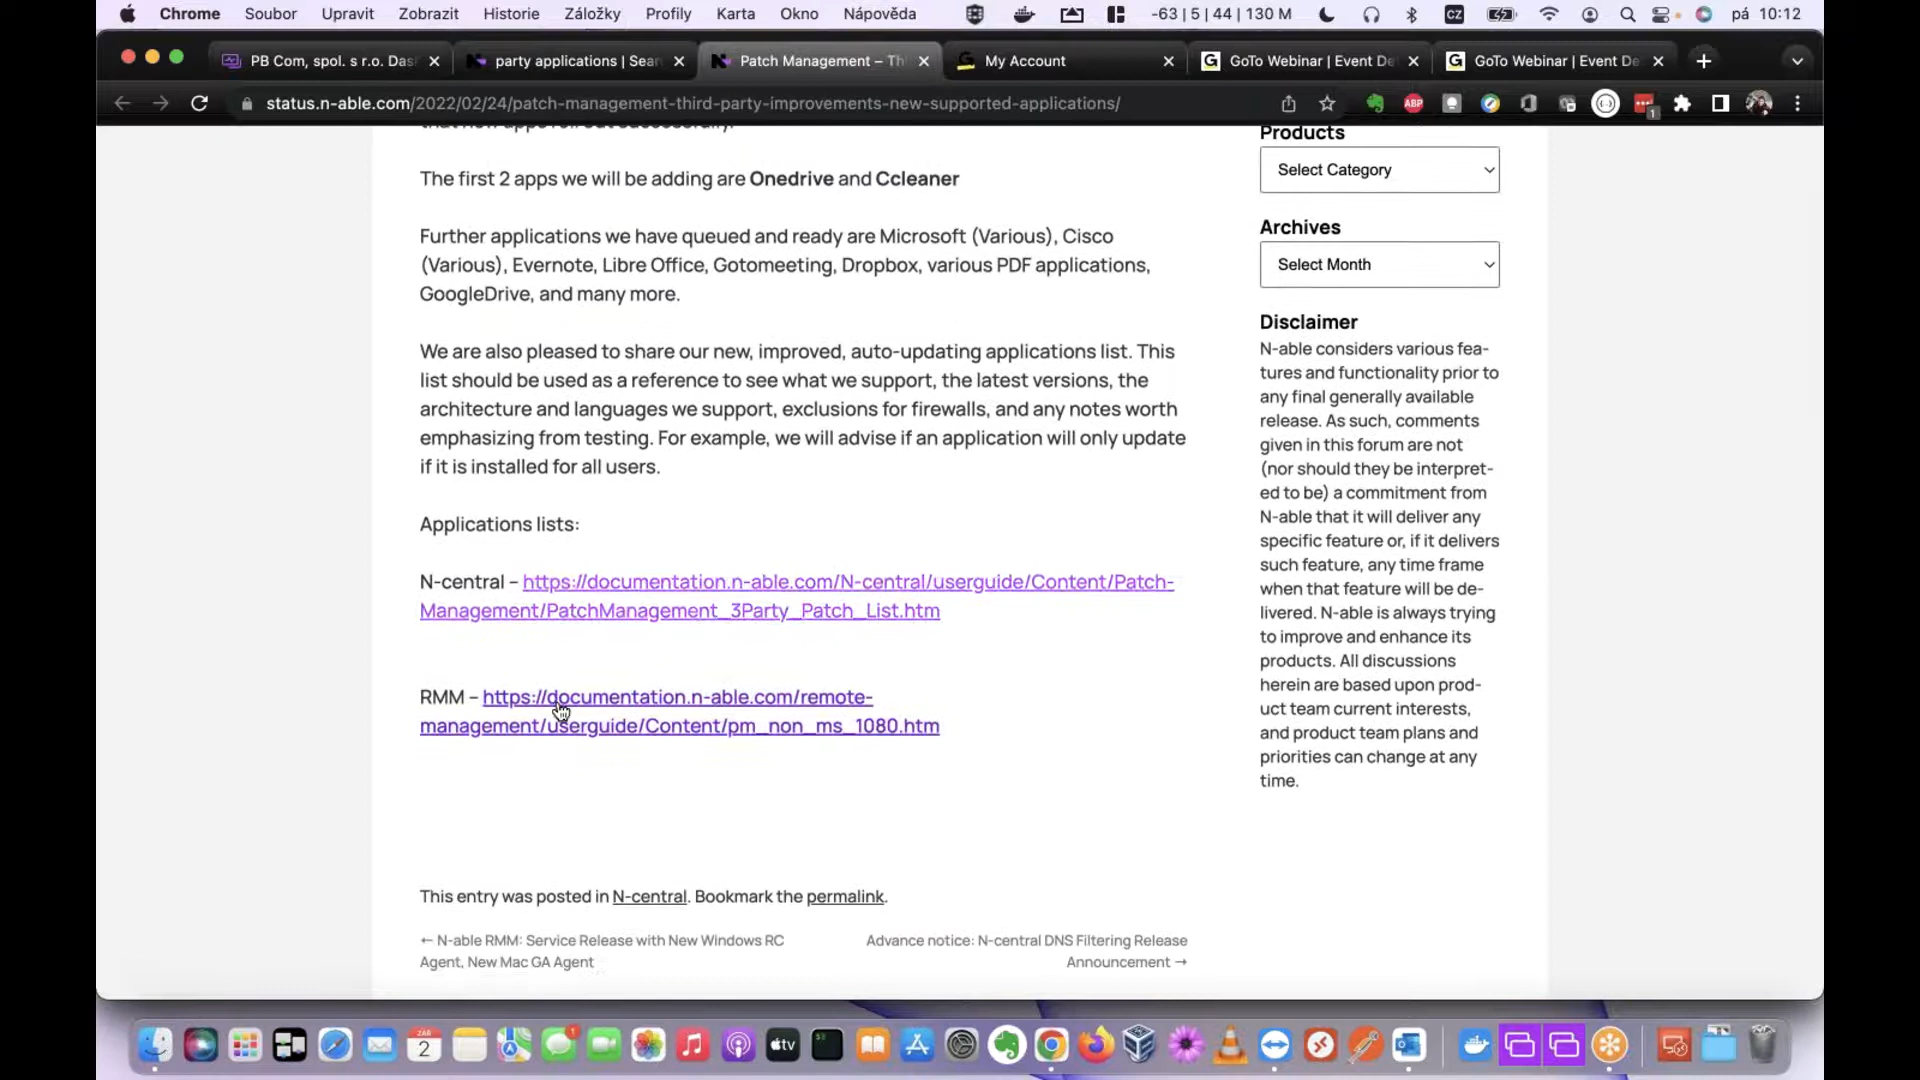 Chrome Soubor Upravit Zobrazit Historie Záložky Profily Karta Okno Nápověda -63 | 5 | 44 | 130 M CZ pá 10:12
PB Com, spol. s r.o. Das party applications | Sear Patch Management – Th My Account GoTo Webinar | Event De GoTo Webinar | Event De
status.n-able.com/2022/02/24/patch-management-third-party-improvements-new-supported-applications/ ABP 1
that new apps roll out successfully.
The first 2 apps we will be adding are Onedrive and Ccleaner
Further applications we have queued and ready are Microsoft (Various), Cisco
(Various), Evernote, Libre Office, Gotomeeting, Dropbox, various PDF applications,
GoogleDrive, and many more.
We are also pleased to share our new, improved, auto-updating applications list. This
list should be used as a reference to see what we support, the latest versions, the
architecture and languages we support, exclusions for firewalls, and any notes worth
emphasizing from testing. For example, we will advise if an application will only update
if it is installed for all users.
Applications lists:
N-central – https://documentation.n-able.com/N-central/userguide/Content/Patch-
Management/PatchManagement_3Party_Patch_List.htm
RMM – https://documentation.n-able.com/remote-
management/userguide/Content/pm_non_ms_1080.htm
This entry was posted in N-central. Bookmark the permalink.
← N-able RMM: Service Release with New Windows RC
Agent, New Mac GA Agent
Advance notice: N-central DNS Filtering Release
Announcement →
Products
Select Category
Archives
Select Month
Disclaimer
N-able considers various fea-
tures and functionality prior to
any final generally available
release. As such, comments
given in this forum are not
(nor should they be interpret-
ed to be) a commitment from
N-able that it will deliver any
specific feature or, if it delivers
such feature, any time frame
when that feature will be de-
livered. N-able is always trying
to improve and enhance its
products. All discussions
herein are based upon prod-
uct team current interests,
and product team plans and
priorities can change at any
time.
2
1
tv